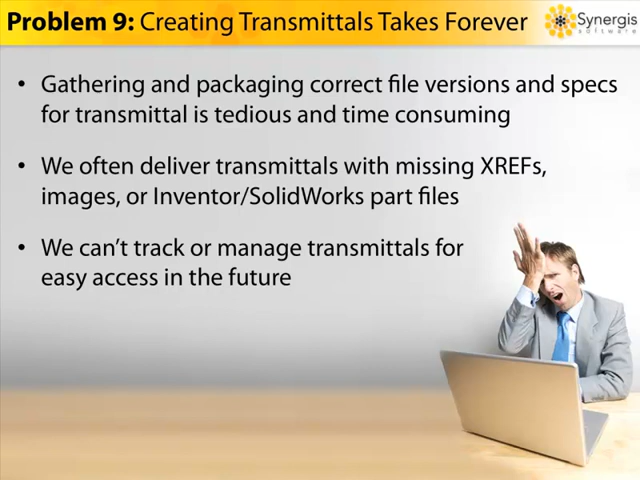 Problem 9: Creating Transmittals Takes Forever
Synergis
software
• Gathering and packaging correct file versions and specs
for transmittal is tedious and time consuming
• We often deliver transmittals with missing XREFs,
images, or Inventor/SolidWorks part files
• We can't track or manage transmittals for
easy access in the future